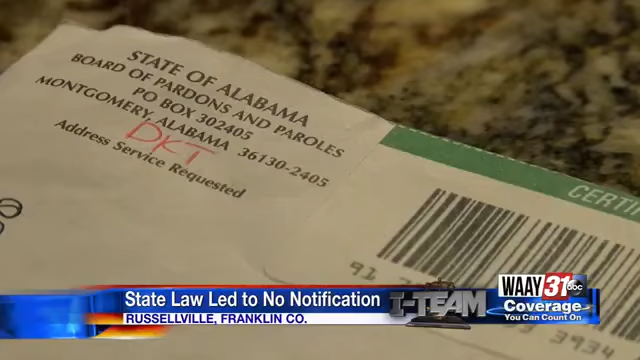 STATE OF ALABAMA
BOARD OF PARDONS AND PAROLES
PO BOX 302405
MONTGOMERY, ALABAMA 36130-2405
DKT
Address Service Requested
CERTI
91
3934
State Law Led to No Notification
I-TEAM
RUSSELLVILLE, FRANKLIN CO.
WAAY 31 abc
Coverage
You Can Count On